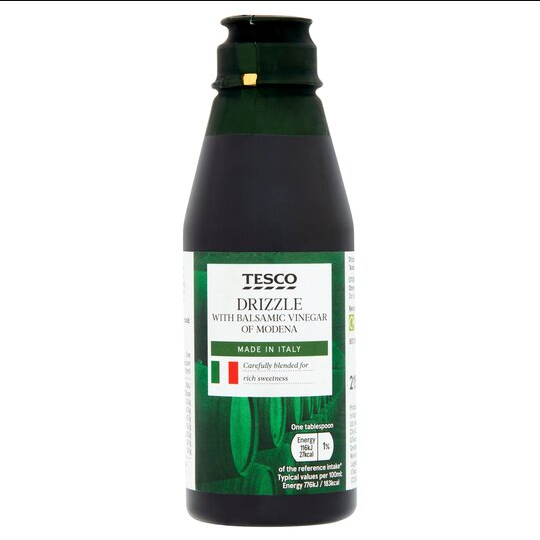 TESCO
DRIZZLE
WITH BALSAMIC VINEGAR
OF MODENA
MADE IN ITALY
Carefully blended for
rich sweetness
One tablespoon
Energy
116kJ
27kcal
1%
of the reference intake*
Typical values per 100ml:
Energy 776kJ / 183kcal